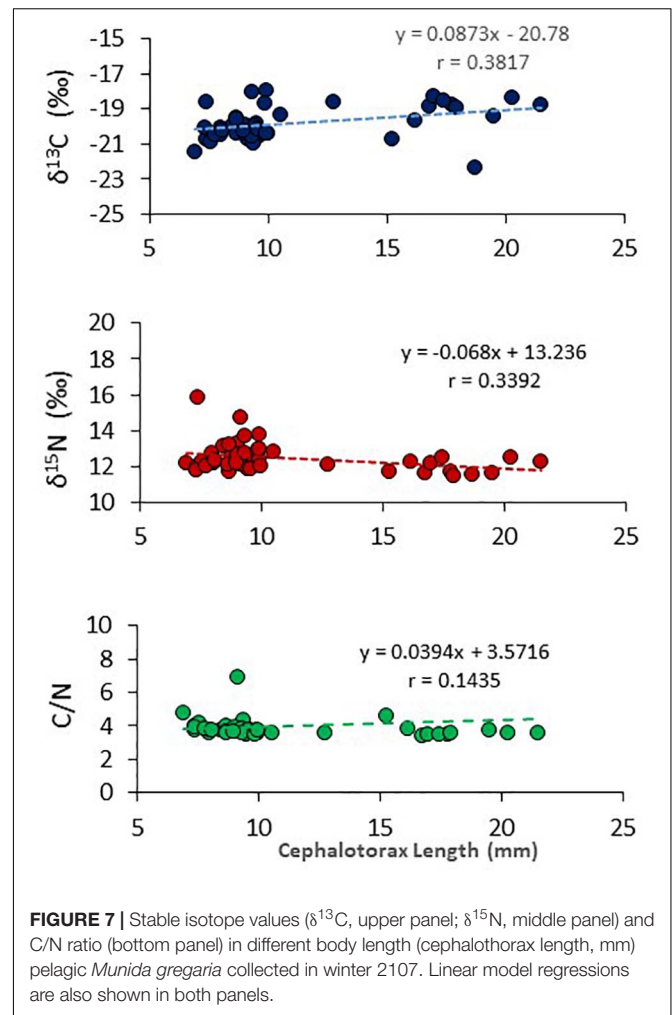 y = 0.0873x - 20.78
r = 0.3817
δ13C (‰)
-15
-17
-19
-21
-23
-25
5 10 15 20 25
y = -0.068x + 13.236
r = 0.3392
δ15N (‰)
20
18
16
14
12
10
5 10 15 20 25
y = 0.0394x + 3.5716
r = 0.1435
C/N
10
8
6
4
2
0
5 10 15 20 25
Cephalotorax Length (mm)
FIGURE 7 | Stable isotope values (δ13C, upper panel; δ15N, middle panel) and
C/N ratio (bottom panel) in different body length (cephalothorax length, mm)
pelagic Munida gregaria collected in winter 2107. Linear model regressions
are also shown in both panels.